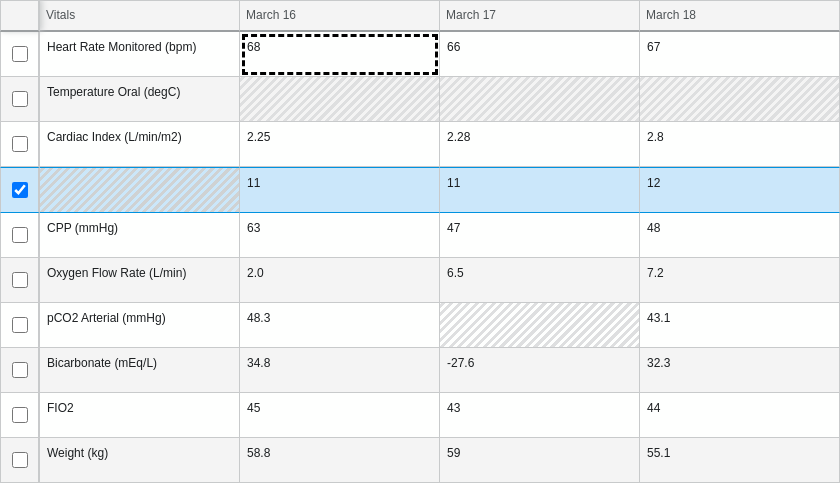 Vitals March 16 March 17 March 18
Heart Rate Monitored (bpm) 68 66 67
Temperature Oral (degC)
Cardiac Index (L/min/m2) 2.25 2.28 2.8
11 11 12
CPP (mmHg) 63 47 48
Oxygen Flow Rate (L/min) 2.0 6.5 7.2
pCO2 Arterial (mmHg) 48.3 43.1
Bicarbonate (mEq/L) 34.8 -27.6 32.3
FIO2 45 43 44
Weight (kg) 58.8 59 55.1